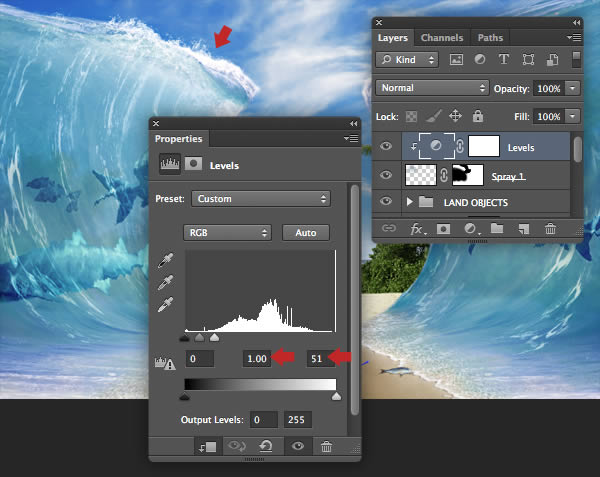 Layers Channels Paths
Kind
Normal Opacity: 100%
Lock: Fill: 100%
Levels
Spray 1
LAND OBJECTS
fx
Properties
Levels
Preset: Custom
RGB Auto
0 1.00 51
Output Levels: 0 255